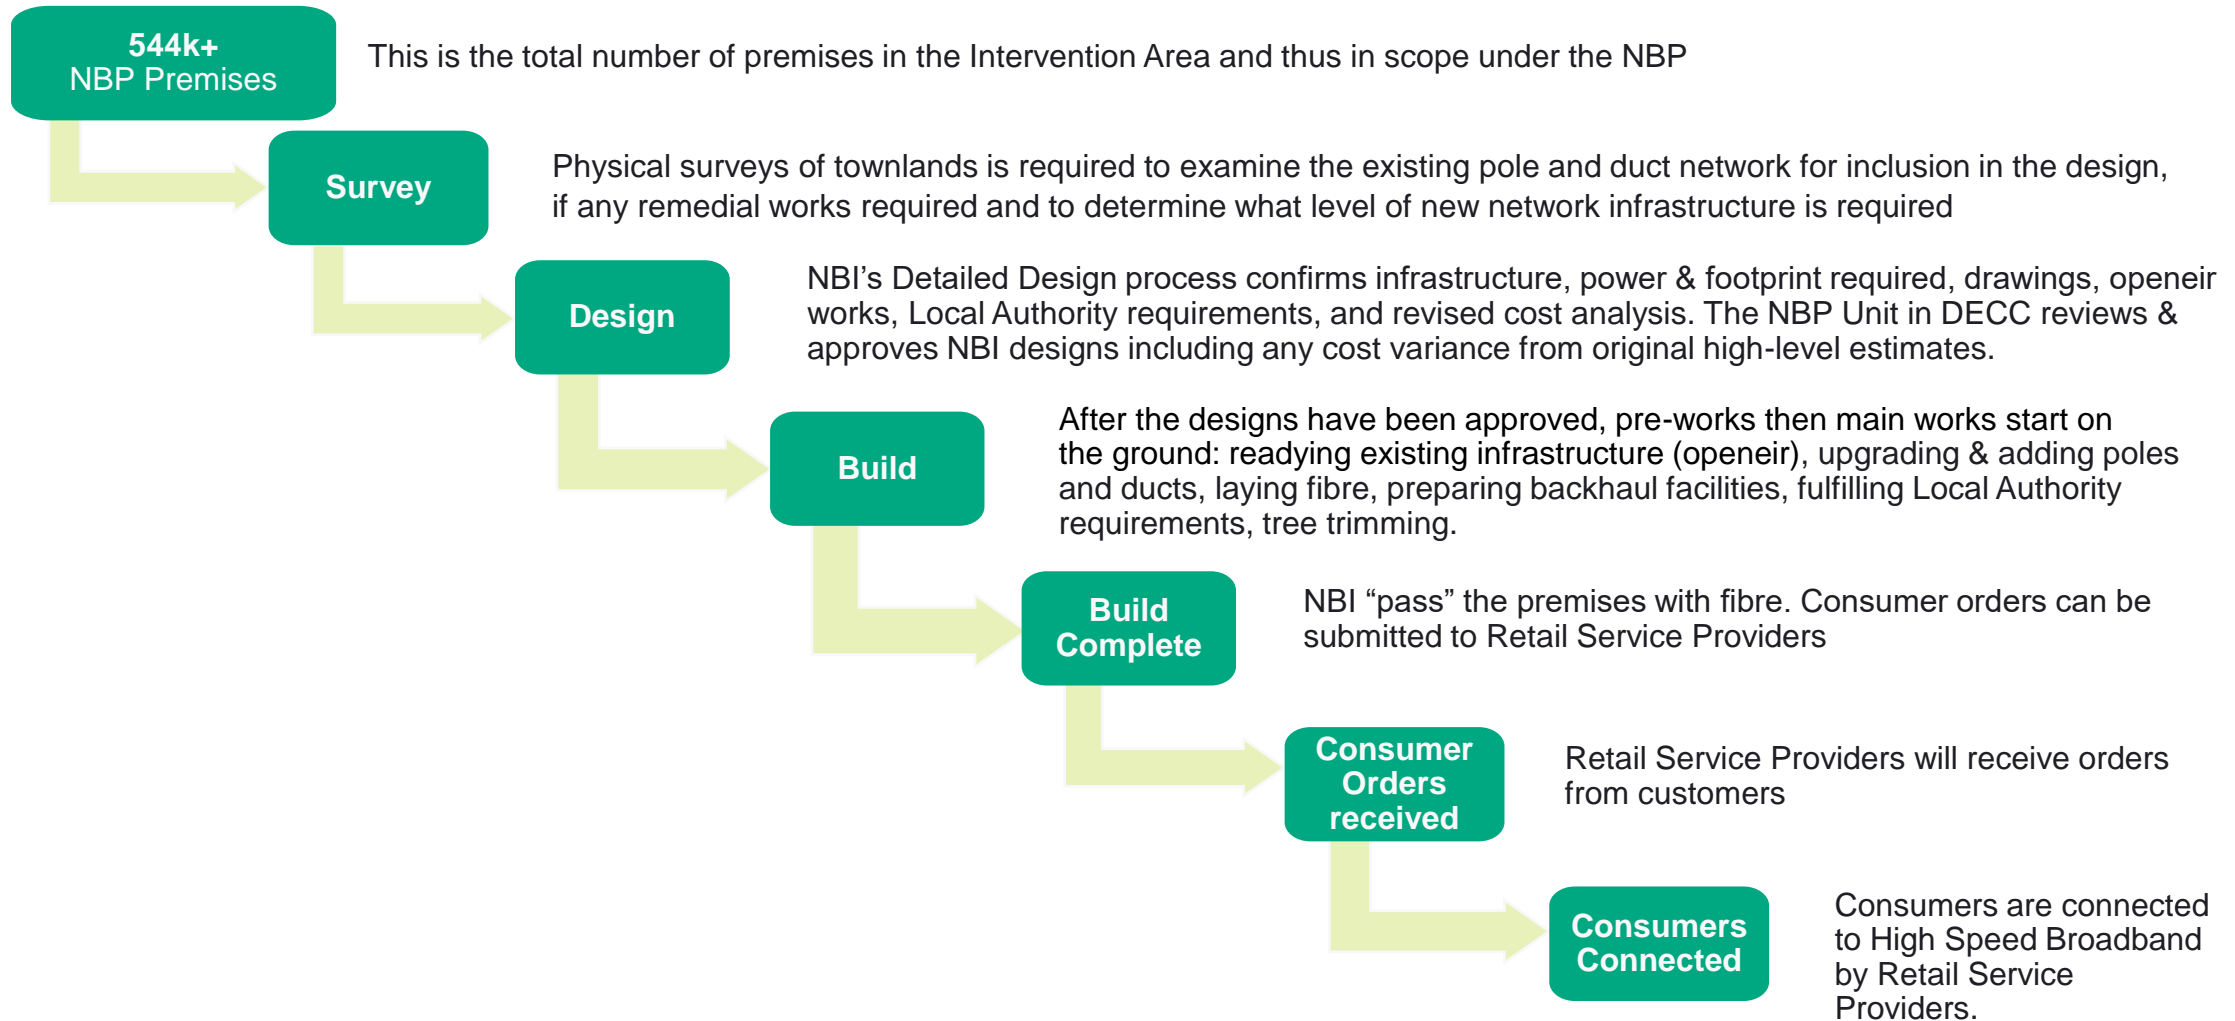 544k+
NBP Premises
This is the total number of premises in the Intervention Area and thus in scope under the NBP
Survey
Physical surveys of townlands is required to examine the existing pole and duct network for inclusion in the design,
if any remedial works required and to determine what level of new network infrastructure is required
Design
NBI’s Detailed Design process confirms infrastructure, power & footprint required, drawings, openeir
works, Local Authority requirements, and revised cost analysis. The NBP Unit in DECC reviews &
approves NBI designs including any cost variance from original high-level estimates.
Build
After the designs have been approved, pre-works then main works start on
the ground: readying existing infrastructure (openeir), upgrading & adding poles
and ducts, laying fibre, preparing backhaul facilities, fulfilling Local Authority
requirements, tree trimming.
Build
Complete
NBI “pass” the premises with fibre. Consumer orders can be
submitted to Retail Service Providers
Consumer
Orders
received
Retail Service Providers will receive orders
from customers
Consumers
Connected
Consumers are connected
to High Speed Broadband
by Retail Service
Providers.